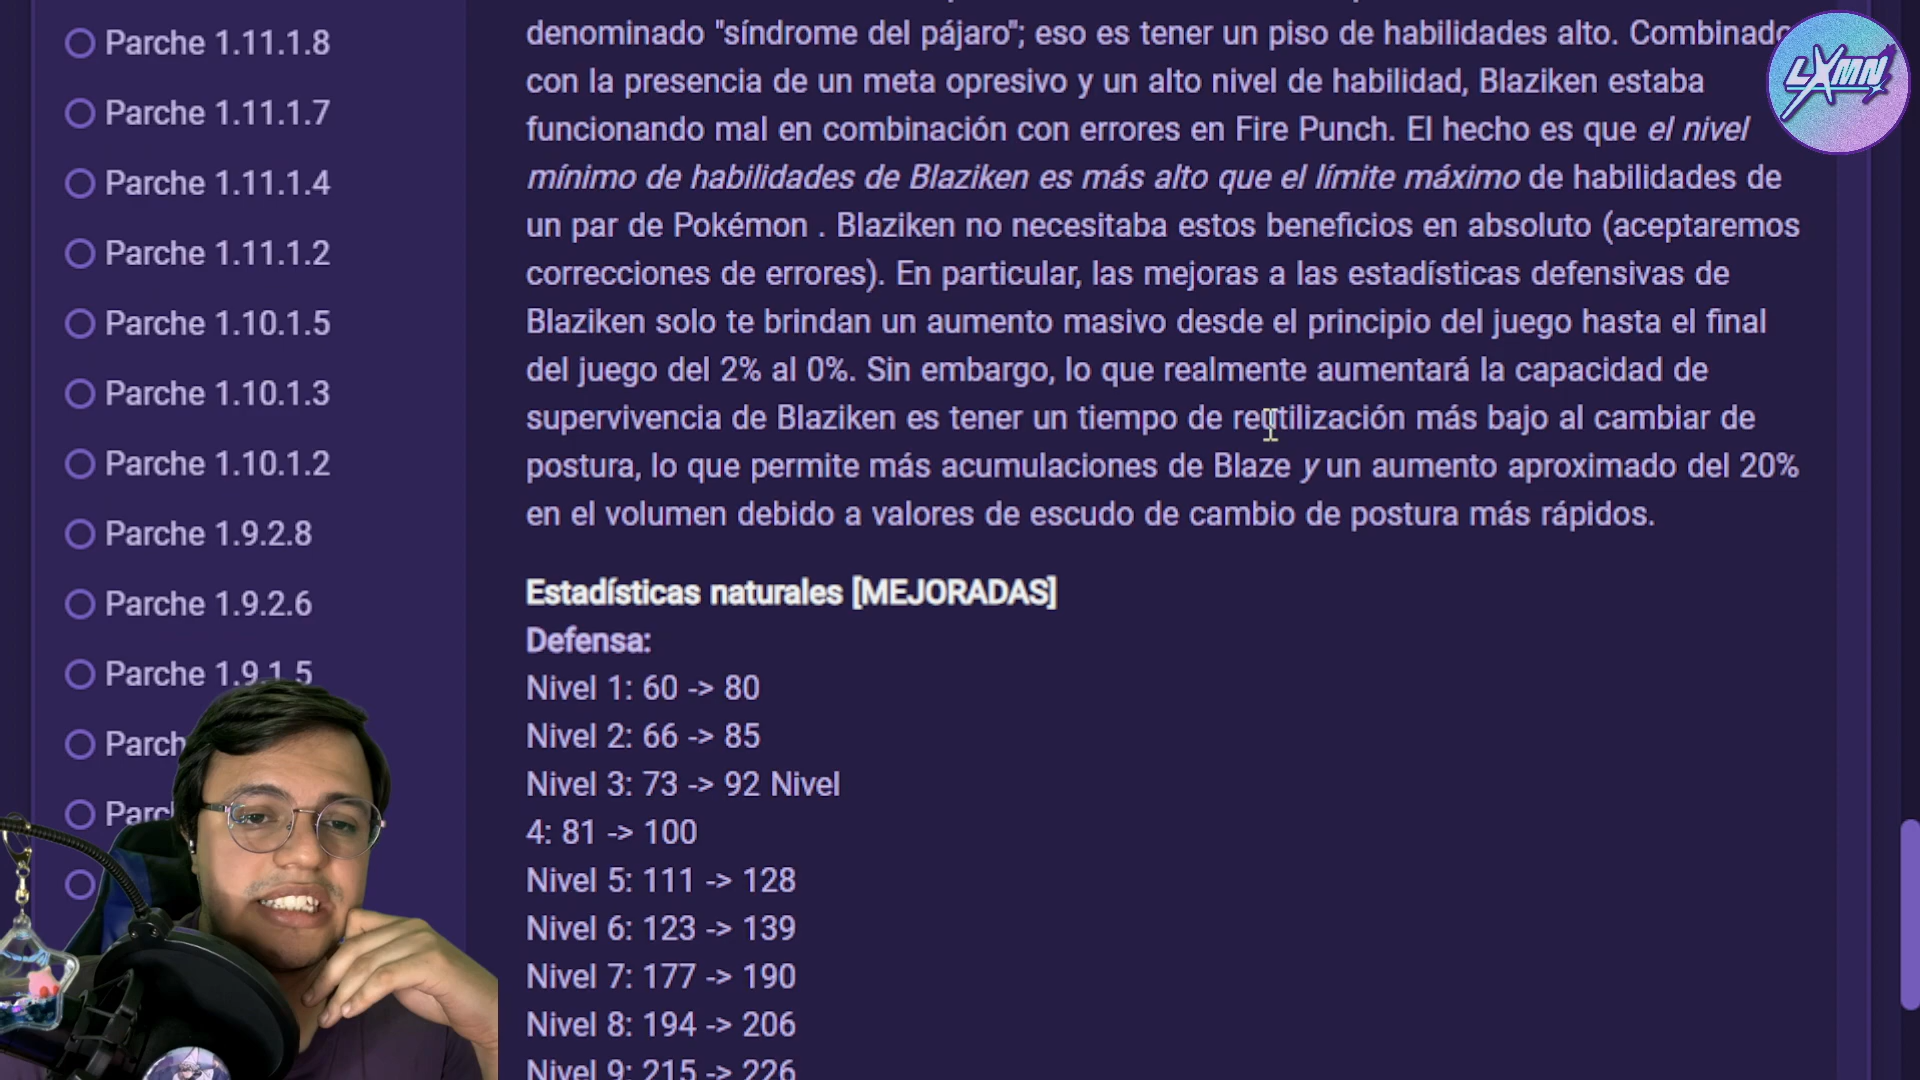 Parche 1.11.1.8
Parche 1.11.1.7
Parche 1.11.1.4
Parche 1.11.1.2
Parche 1.10.1.5
Parche 1.10.1.3
Parche 1.10.1.2
Parche 1.9.2.8
Parche 1.9.2.6
Parche 1.9.1.5
Parch
Parc
denominado "síndrome del pájaro"; eso es tener un piso de habilidades alto. Combinado
con la presencia de un meta opresivo y un alto nivel de habilidad, Blaziken estaba
funcionando mal en combinación con errores en Fire Punch. El hecho es que el nivel
mínimo de habilidades de Blaziken es más alto que el límite máximo de habilidades de
un par de Pokémon . Blaziken no necesitaba estos beneficios en absoluto (aceptaremos
correcciones de errores). En particular, las mejoras a las estadísticas defensivas de
Blaziken solo te brindan un aumento masivo desde el principio del juego hasta el final
del juego del 2% al 0%. Sin embargo, lo que realmente aumentará la capacidad de
supervivencia de Blaziken es tener un tiempo de reutilización más bajo al cambiar de
postura, lo que permite más acumulaciones de Blaze y un aumento aproximado del 20%
en el volumen debido a valores de escudo de cambio de postura más rápidos.
Estadísticas naturales [MEJORADAS]
Defensa:
Nivel 1: 60 -> 80
Nivel 2: 66 -> 85
Nivel 3: 73 -> 92 Nivel
4: 81 -> 100
Nivel 5: 111 -> 128
Nivel 6: 123 -> 139
Nivel 7: 177 -> 190
Nivel 8: 194 -> 206
Nivel 9: 215 -> 226
LXMN